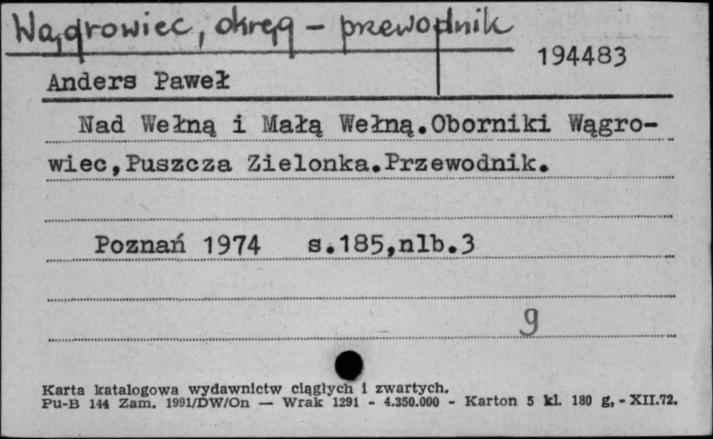 Wągrowiec, okręg - przewodnik
194483
Anders Paweł
Nad Wełną i Małą Wełną.Oborniki Wągro-
wiec,Puszcza Zielonka.Przewodnik.
Poznań 1974 s.185,nlb.3
9
Karta katalogowa wydawnictw ciągłych i zwartych.
Pu-B 144 Zam. 1991/DW/On — Wrak 1291 - 4.350.000 - Karton 5 kl. 180 g, - XII.72.